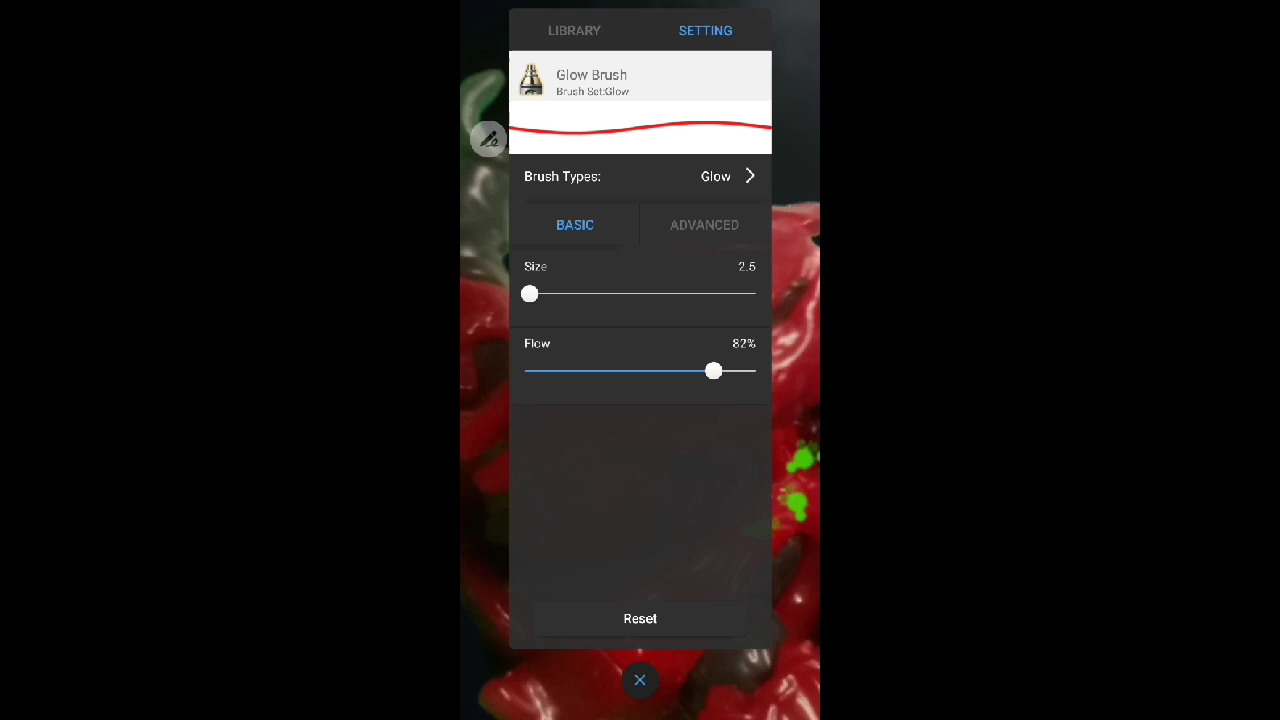 LIBRARY SETTING
Glow Brush
Brush Set:Glow
Brush Types: Glow
BASIC ADVANCED
Size 2.5
Flow 82%
Reset